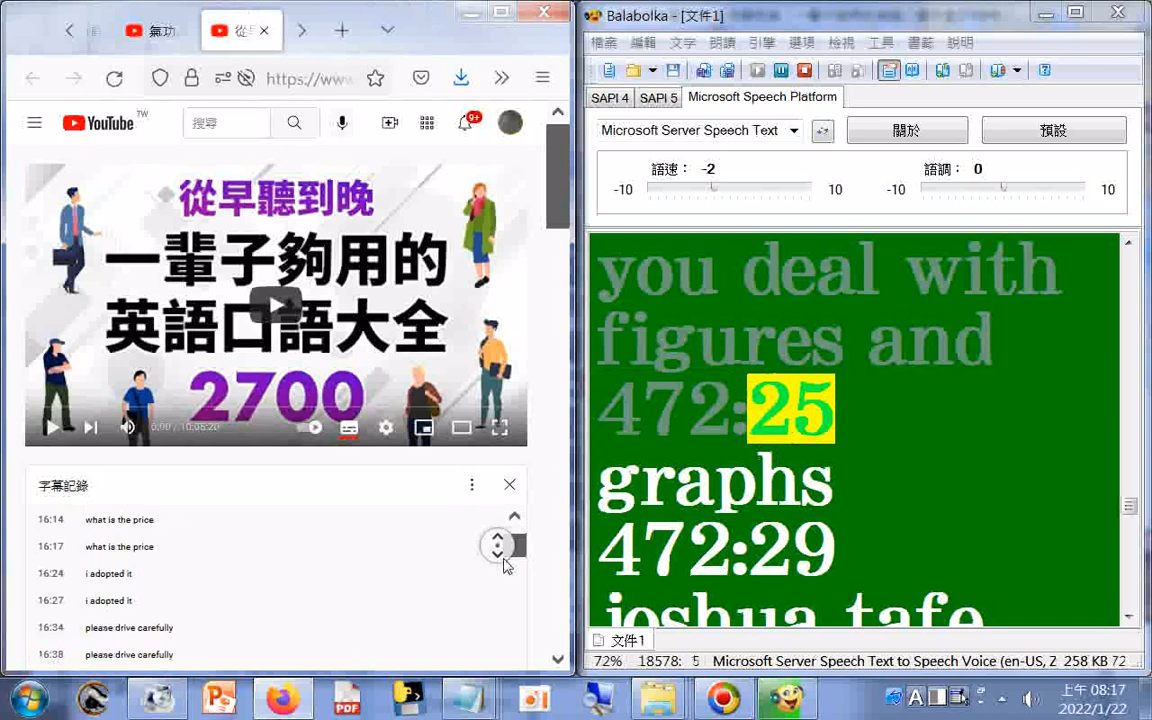 氣功
從
https://www
YouTube TW
搜尋
9+
從早聽到晚
一輩子夠用的
英語口語大全
2700
0:00 / 10:05:20
字幕記錄
16:14 what is the price
16:17 what is the price
16:24 i adopted it
16:27 i adopted it
16:34 please drive carefully
16:38 please drive carefully
Balabolka - [文件1]
檔案 編輯 文字 朗讀 引擎 選項 檢視 工具 書籤 說明
SAPI 4 SAPI 5 Microsoft Speech Platform
Microsoft Server Speech Text 關於 預設
語速： -2 語調： 0
-10 10 -10 10
you deal with
figures and
472:25
graphs
472:29
joshua tafe
文件1
72% 18578: 5 Microsoft Server Speech Text to Speech Voice (en-US, Z 258 KB 72
PDF
A
上午 08:17
2022/1/22